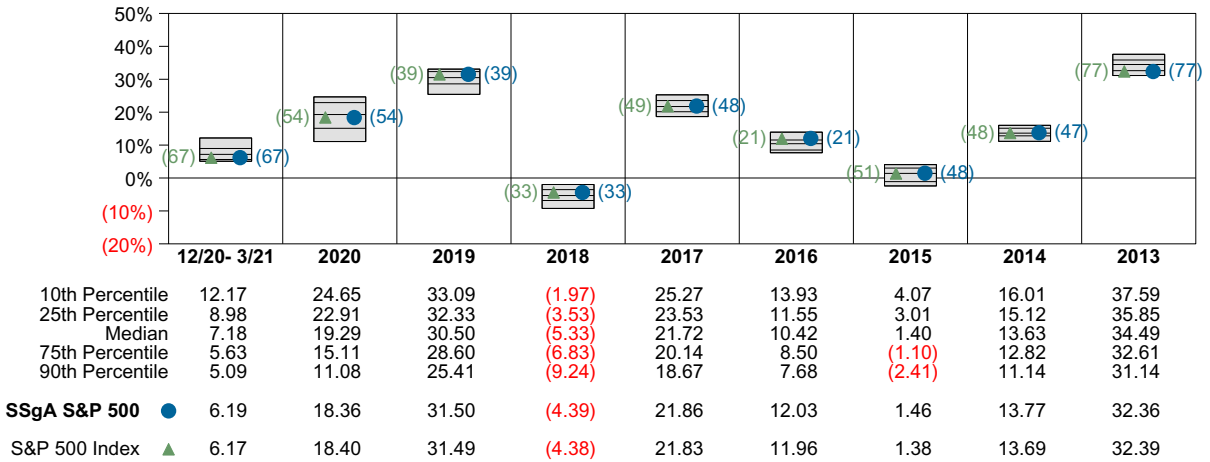 50%
40%
30%
20%
10%
0%
(10%)
(20%)
(67) (67)
(54) (54)
(39) (39)
(33) (33)
(49) (48)
(21) (21)
(51) (48)
(48) (47)
(77) (77)
12/20- 3/21 2020 2019 2018 2017 2016 2015 2014 2013
10th Percentile 12.17 24.65 33.09 (1.97) 25.27 13.93 4.07 16.01 37.59
25th Percentile 8.98 22.91 32.33 (3.53) 23.53 11.55 3.01 15.12 35.85
Median 7.18 19.29 30.50 (5.33) 21.72 10.42 1.40 13.63 34.49
75th Percentile 5.63 15.11 28.60 (6.83) 20.14 8.50 (1.10) 12.82 32.61
90th Percentile 5.09 11.08 25.41 (9.24) 18.67 7.68 (2.41) 11.14 31.14
SSgA S&P 500 6.19 18.36 31.50 (4.39) 21.86 12.03 1.46 13.77 32.36
S&P 500 Index 6.17 18.40 31.49 (4.38) 21.83 11.96 1.38 13.69 32.39